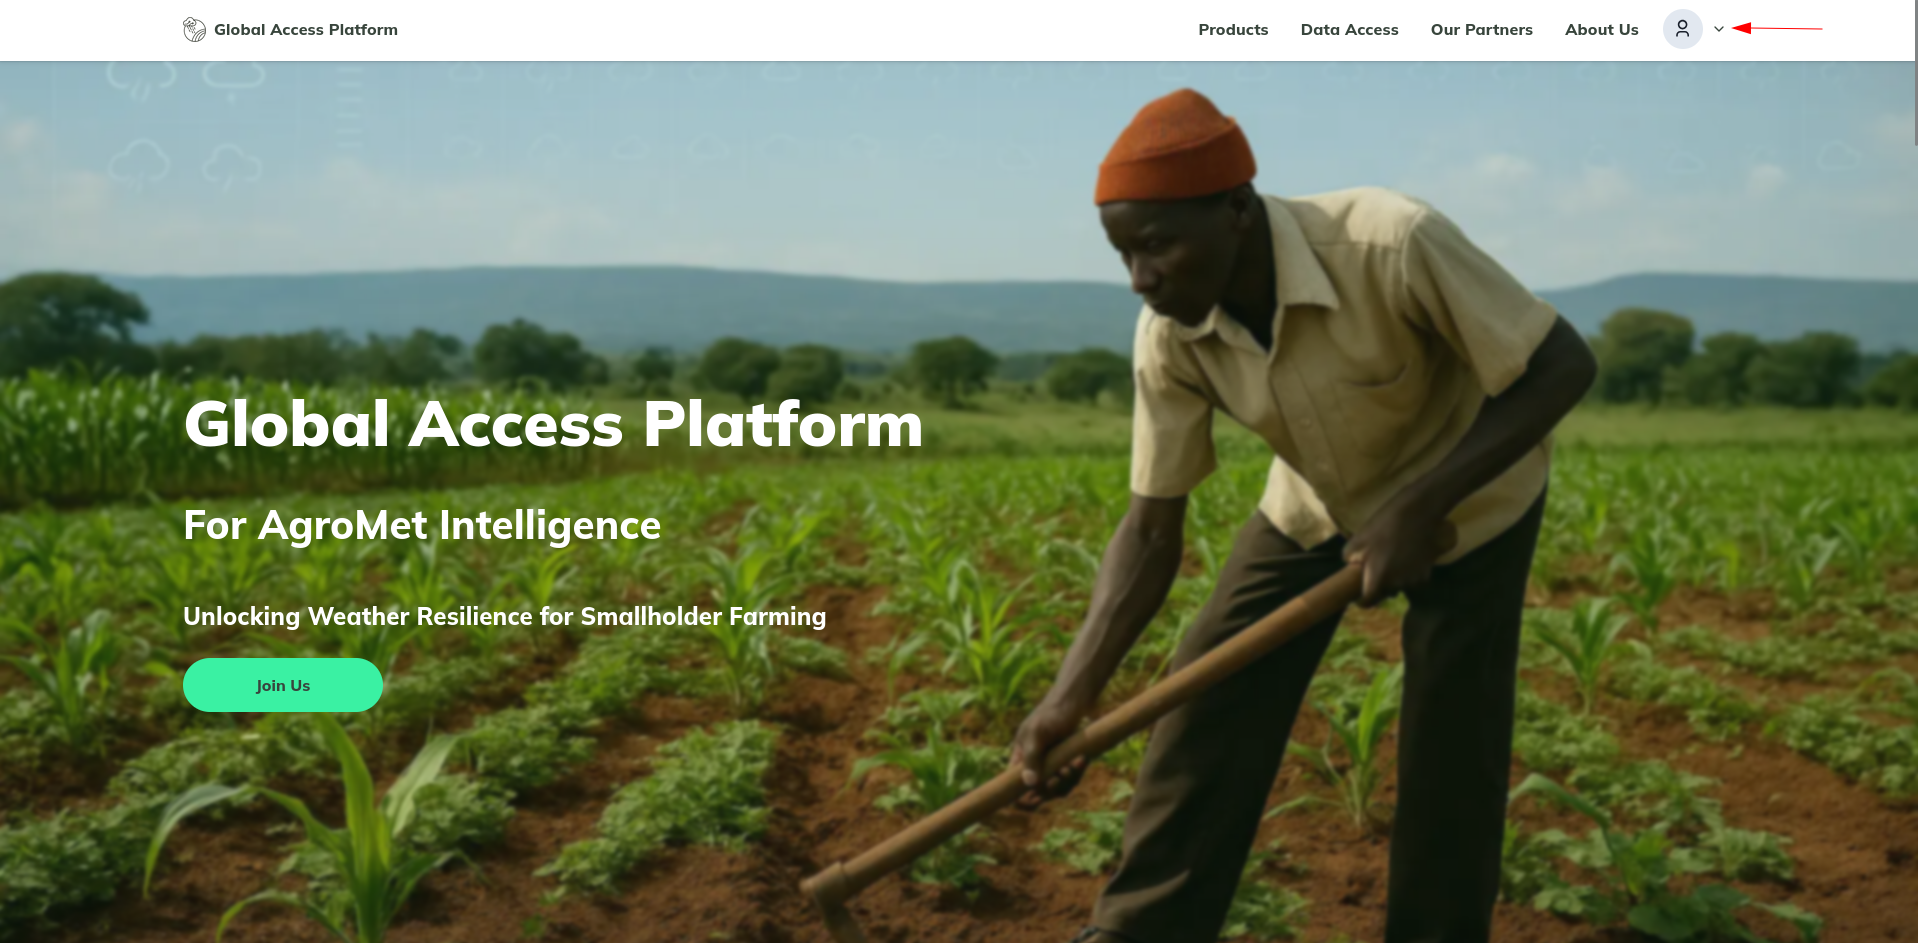 Global Access Platform
Products
Data Access
Our Partners
About Us
Global Access Platform
For AgroMet Intelligence
Unlocking Weather Resilience for Smallholder Farming
Join Us